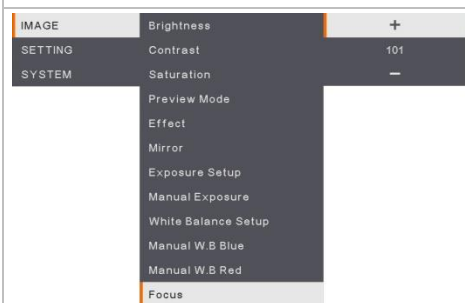 IMAGE
SETTING
SYSTEM
Brightness
Contrast
Saturation
Preview Mode
Effect
Mirror
Exposure Setup
Manual Exposure
White Balance Setup
Manual W.B Blue
Manual W.B Red
Focus
+
101
−